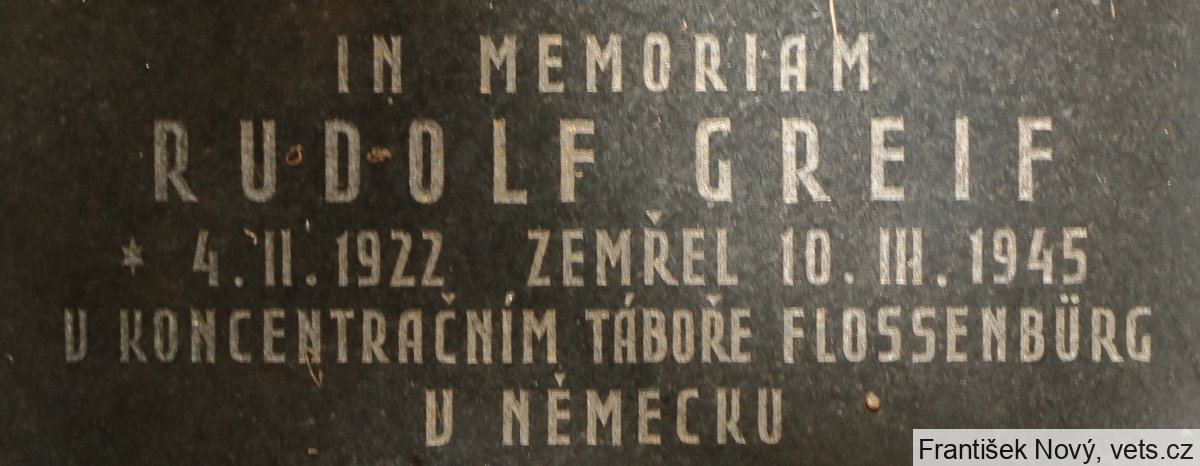 IN MEMORIAM
RUDOLF GREIF
* 4. II. 1922 ZEMŘEL 10. III. 1945
V KONCENTRAČNÍM TÁBOŘE FLOSSENBÜRG
V NĚMECKU
František Nový, vets.cz